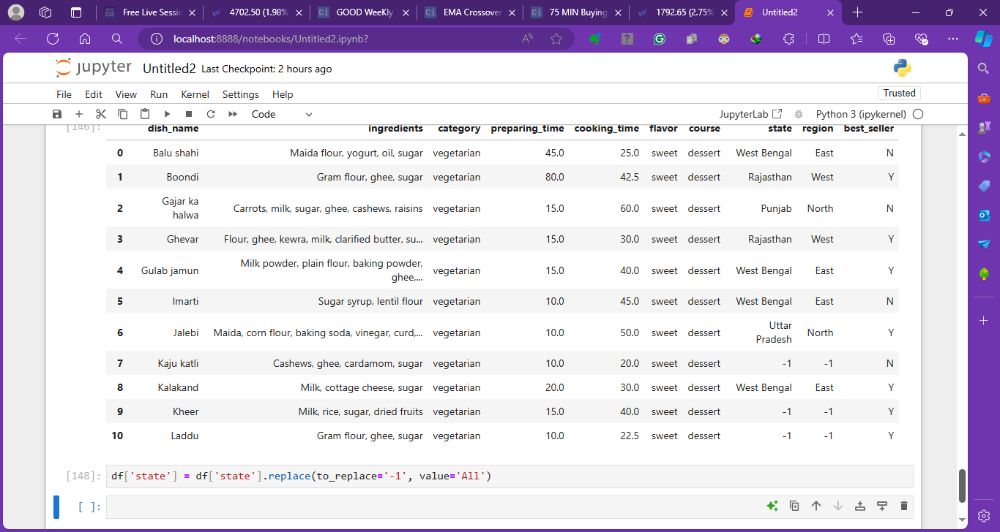 Free Live Sessic
4702.50 (1.98%
GOOD WeeKly
EMA Crossover
75 MIN Buying
1792.65 (2.75%
Untitled2
localhost:8888/notebooks/Untitled2.ipynb?
jupyter Untitled2 Last Checkpoint: 2 hours ago
File Edit View Run Kernel Settings Help
Trusted
Code
JupyterLab
Python 3 (ipykernel)
[146]: dish_name ingredients category preparing_time cooking_time flavor course state region best_seller
0 Balu shahi Maida flour, yogurt, oil, sugar vegetarian 45.0 25.0 sweet dessert West Bengal East N
1 Boondi Gram flour, ghee, sugar vegetarian 80.0 42.5 sweet dessert Rajasthan West Y
2 Gajar ka halwa Carrots, milk, sugar, ghee, cashews, raisins vegetarian 15.0 60.0 sweet dessert Punjab North N
3 Ghevar Flour, ghee, kewra, milk, clarified butter, su... vegetarian 15.0 30.0 sweet dessert Rajasthan West Y
4 Gulab jamun Milk powder, plain flour, baking powder, ghee,... vegetarian 15.0 40.0 sweet dessert West Bengal East Y
5 Imarti Sugar syrup, lentil flour vegetarian 10.0 45.0 sweet dessert West Bengal East N
6 Jalebi Maida, corn flour, baking soda, vinegar, curd,... vegetarian 10.0 50.0 sweet dessert Uttar Pradesh North Y
7 Kaju katli Cashews, ghee, cardamom, sugar vegetarian 10.0 20.0 sweet dessert -1 -1 N
8 Kalakand Milk, cottage cheese, sugar vegetarian 20.0 30.0 sweet dessert West Bengal East Y
9 Kheer Milk, rice, sugar, dried fruits vegetarian 15.0 40.0 sweet dessert -1 -1 Y
10 Laddu Gram flour, ghee, sugar vegetarian 10.0 22.5 sweet dessert -1 -1 Y
[148]: df['state'] = df['state'].replace(to_replace='-1', value='All')
[ ]: